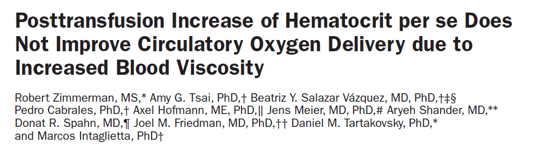 Posttransfusion Increase of Hematocrit per se Does
Not Improve Circulatory Oxygen Delivery due to
Increased Blood Viscosity
Robert Zimmerman, MS,* Amy G. Tsai, PhD,† Beatriz Y. Salazar Vázquez, MD, PhD,†‡§
Pedro Cabrales, PhD,† Axel Hofmann, ME, PhD,‖ Jens Meier, MD, PhD,# Aryeh Shander, MD,**
Donat R. Spahn, MD,¶ Joel M. Friedman, MD, PhD,†† Daniel M. Tartakovsky, PhD,*
and Marcos Intaglietta, PhD†